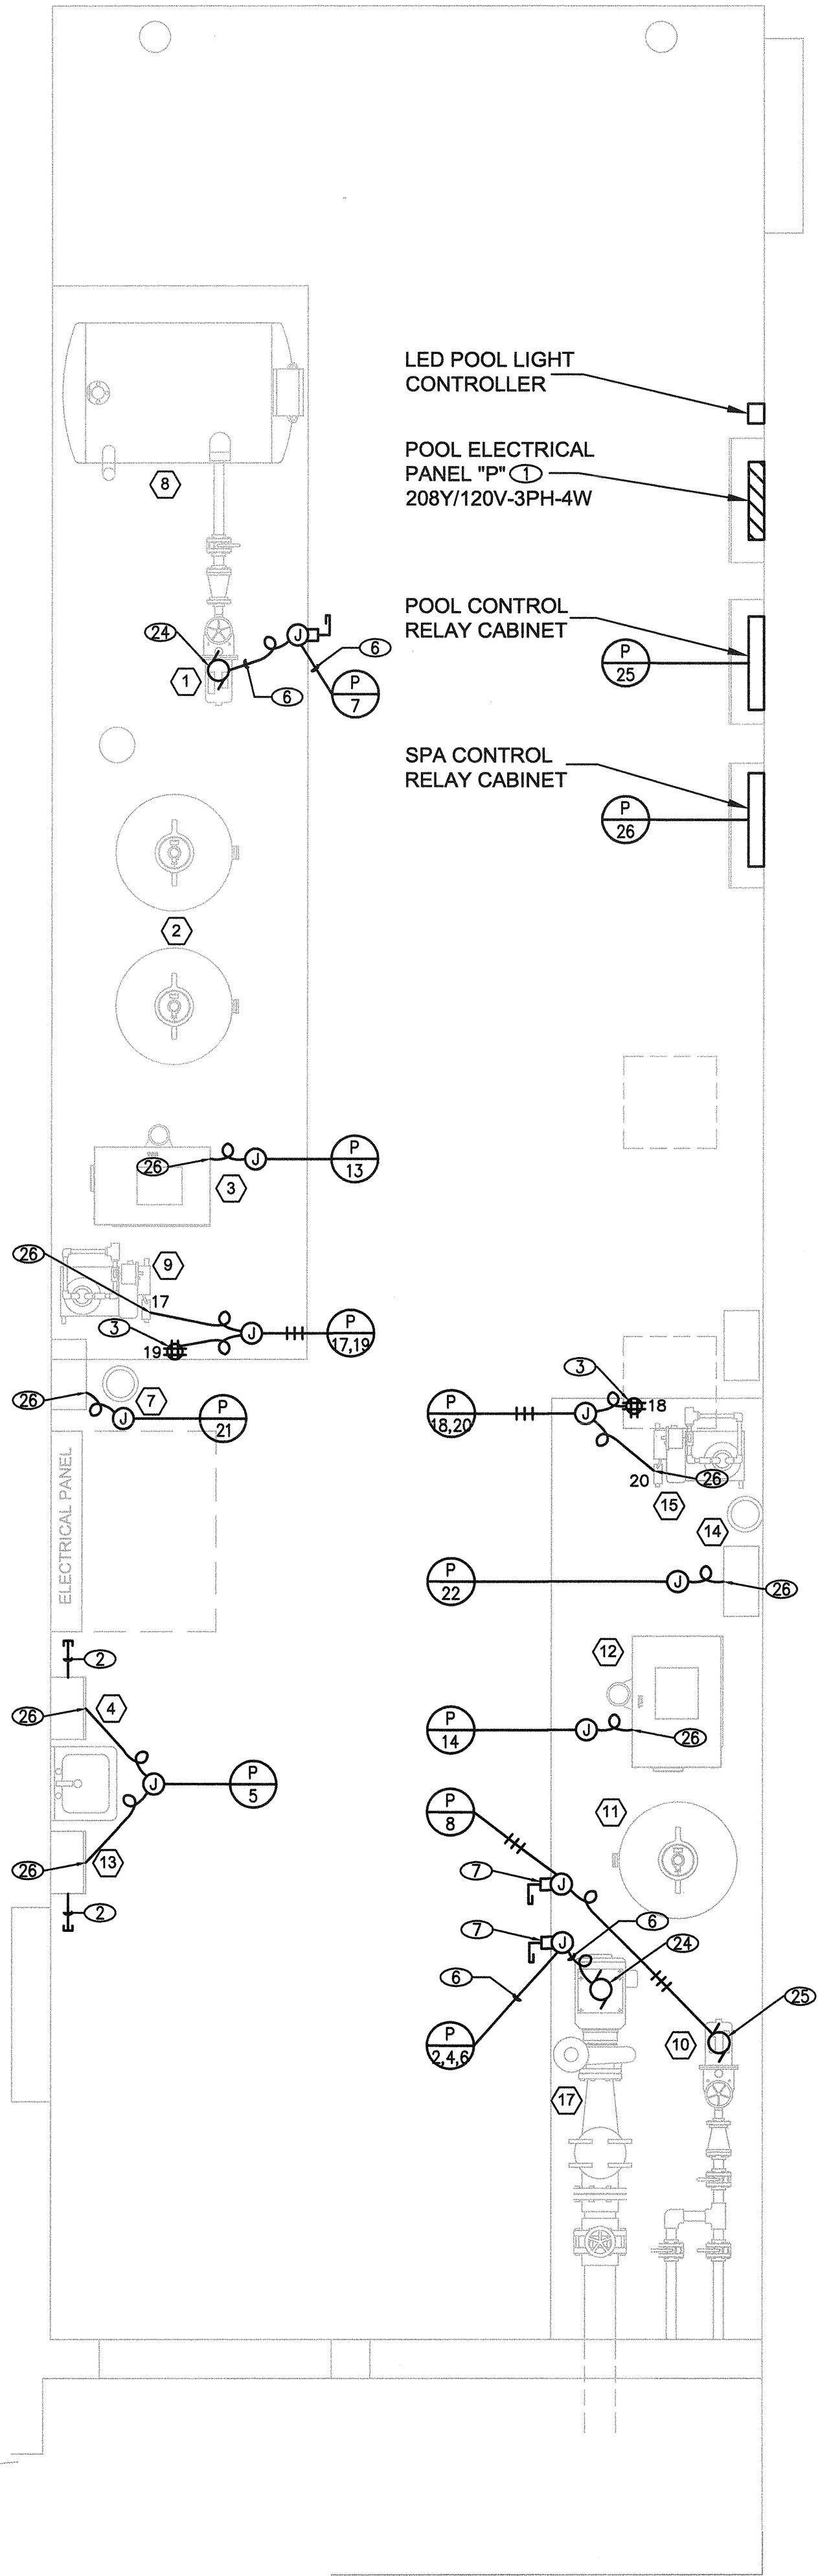 LED POOL LIGHT
CONTROLLER
POOL ELECTRICAL
PANEL "P" 1
208Y/120V-3PH-4W
8
POOL CONTROL
RELAY CABINET
24
J
6
P
25
1
6
P
7
SPA CONTROL
RELAY CABINET
P
26
2
26
J
P
13
3
26
9
17
3
19
J
P
17,19
26
7
J
P
21
3
18
P
18,20
J
20
26
15
14
ELECTRICAL PANEL
P
22
J
26
2
12
26
4
P
14
J
26
J
P
5
P
8
11
26
13
7
J
2
7
J
6
24
6
25
P
2,4,6
10
17